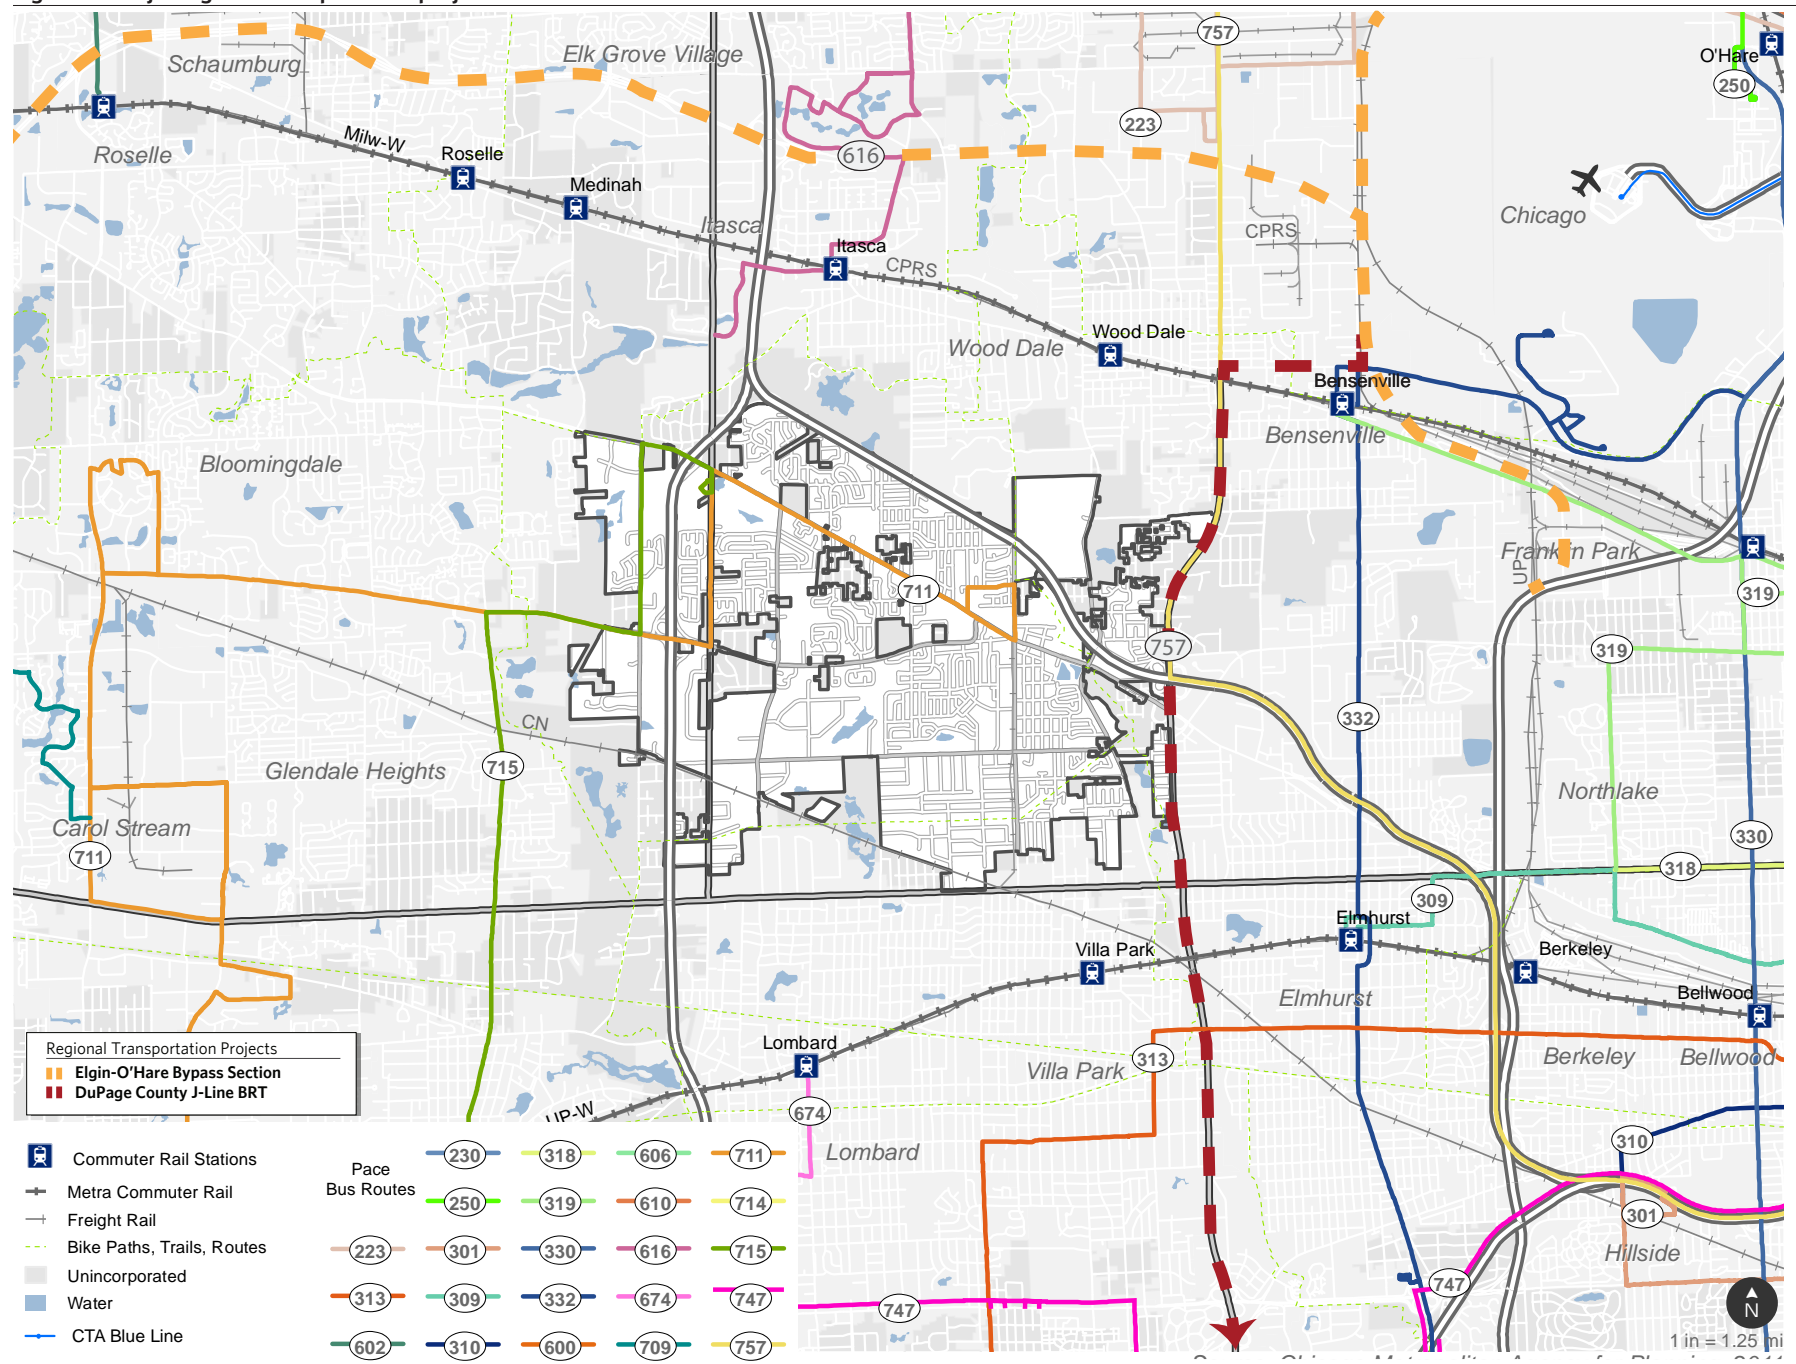 757
Schaumburg
Elk Grove Village
O'Hare
250
223
Milw-W
Roselle
Roselle
616
Medinah
Itasca
Itasca
CPRS
CPRS
Chicago
Wood Dale
Wood Dale
Bensenville
Bensenville
Bloomingdale
711
Franklin Park
UP
319
319
757
CN
332
715
Glendale Heights
Northlake
Carol Stream
711
330
318
309
Elmhurst
Villa Park
Berkeley
Elmhurst
Bellwood
Lombard
Villa Park
313
Berkeley
Bellwood
UP-W
674
Lombard
310
301
Hillside
747
747
N
1 in = 1.25 mi
Regional Transportation Projects
Elgin-O'Hare Bypass Section
DuPage County J-Line BRT
Commuter Rail Stations
Metra Commuter Rail
Freight Rail
Bike Paths, Trails, Routes
Unincorporated
Water
CTA Blue Line
Pace
Bus Routes
230 318 606 711
250 319 610 714
223 301 330 616 715
313 309 332 674 747
602 310 600 709 757